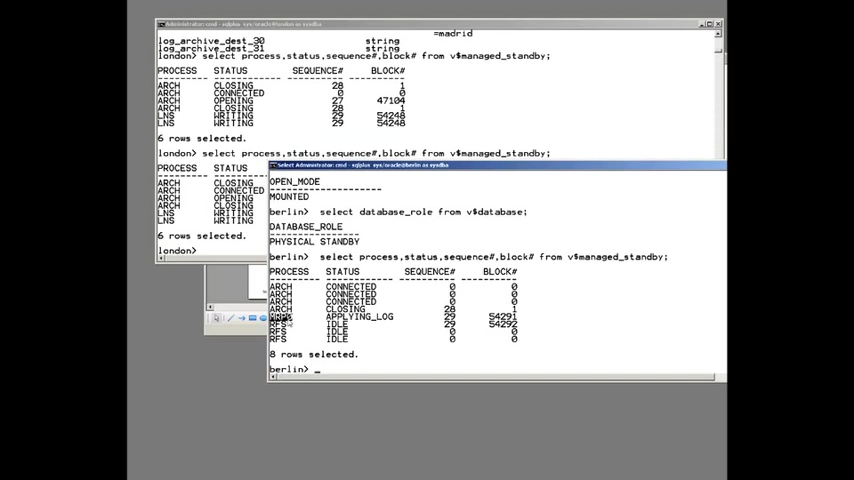 Administrator: cmd - sqlplus sys/oracle@london as sysdba
=madrid
log_archive_dest_30 string
log_archive_dest_31 string
london> select process,status,sequence#,block# from v$managed_standby;
PROCESS STATUS SEQUENCE# BLOCK#
--------- ------------ ---------- ----------
ARCH CLOSING 28 1
ARCH CONNECTED 0 0
ARCH OPENING 27 47104
ARCH CLOSING 28 1
LNS WRITING 29 54248
LNS WRITING 29 54248
6 rows selected.
london> select process,status,sequence#,block# from v$managed_standby;
PROCESS STATUS
--------- ------------
ARCH CLOSING
ARCH CONNECTED
ARCH OPENING
ARCH CLOSING
LNS WRITING
LNS WRITING
6 rows selected.
london>
Select Administrator: cmd - sqlplus sys/oracle@berlin as sysdba
OPEN_MODE
--------------------
MOUNTED
berlin> select database_role from v$database;
DATABASE_ROLE
----------------
PHYSICAL STANDBY
berlin> select process,status,sequence#,block# from v$managed_standby;
PROCESS STATUS SEQUENCE# BLOCK#
--------- ------------ ---------- ----------
ARCH CONNECTED 0 0
ARCH CONNECTED 0 0
ARCH CONNECTED 0 0
ARCH CLOSING 28 1
MRP0 APPLYING_LOG 29 54291
RFS IDLE 29 54292
RFS IDLE 0 0
RFS IDLE 0 0
8 rows selected.
berlin> _